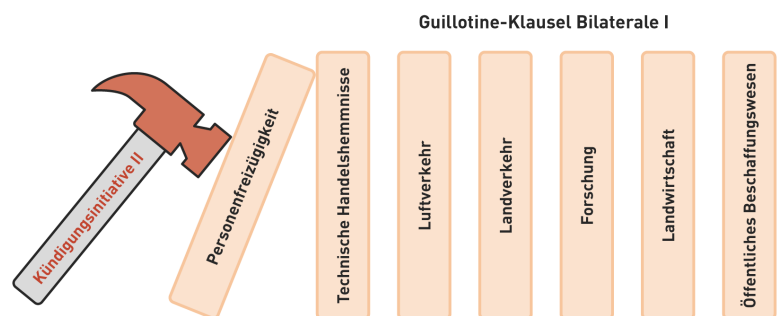 Guillotine-Klausel Bilaterale I
Kündigungsinitiative II
Personenfreizügigkeit
Technische Handelshemmnisse
Luftverkehr
Landverkehr
Forschung
Landwirtschaft
Öffentliches Beschaffungswesen